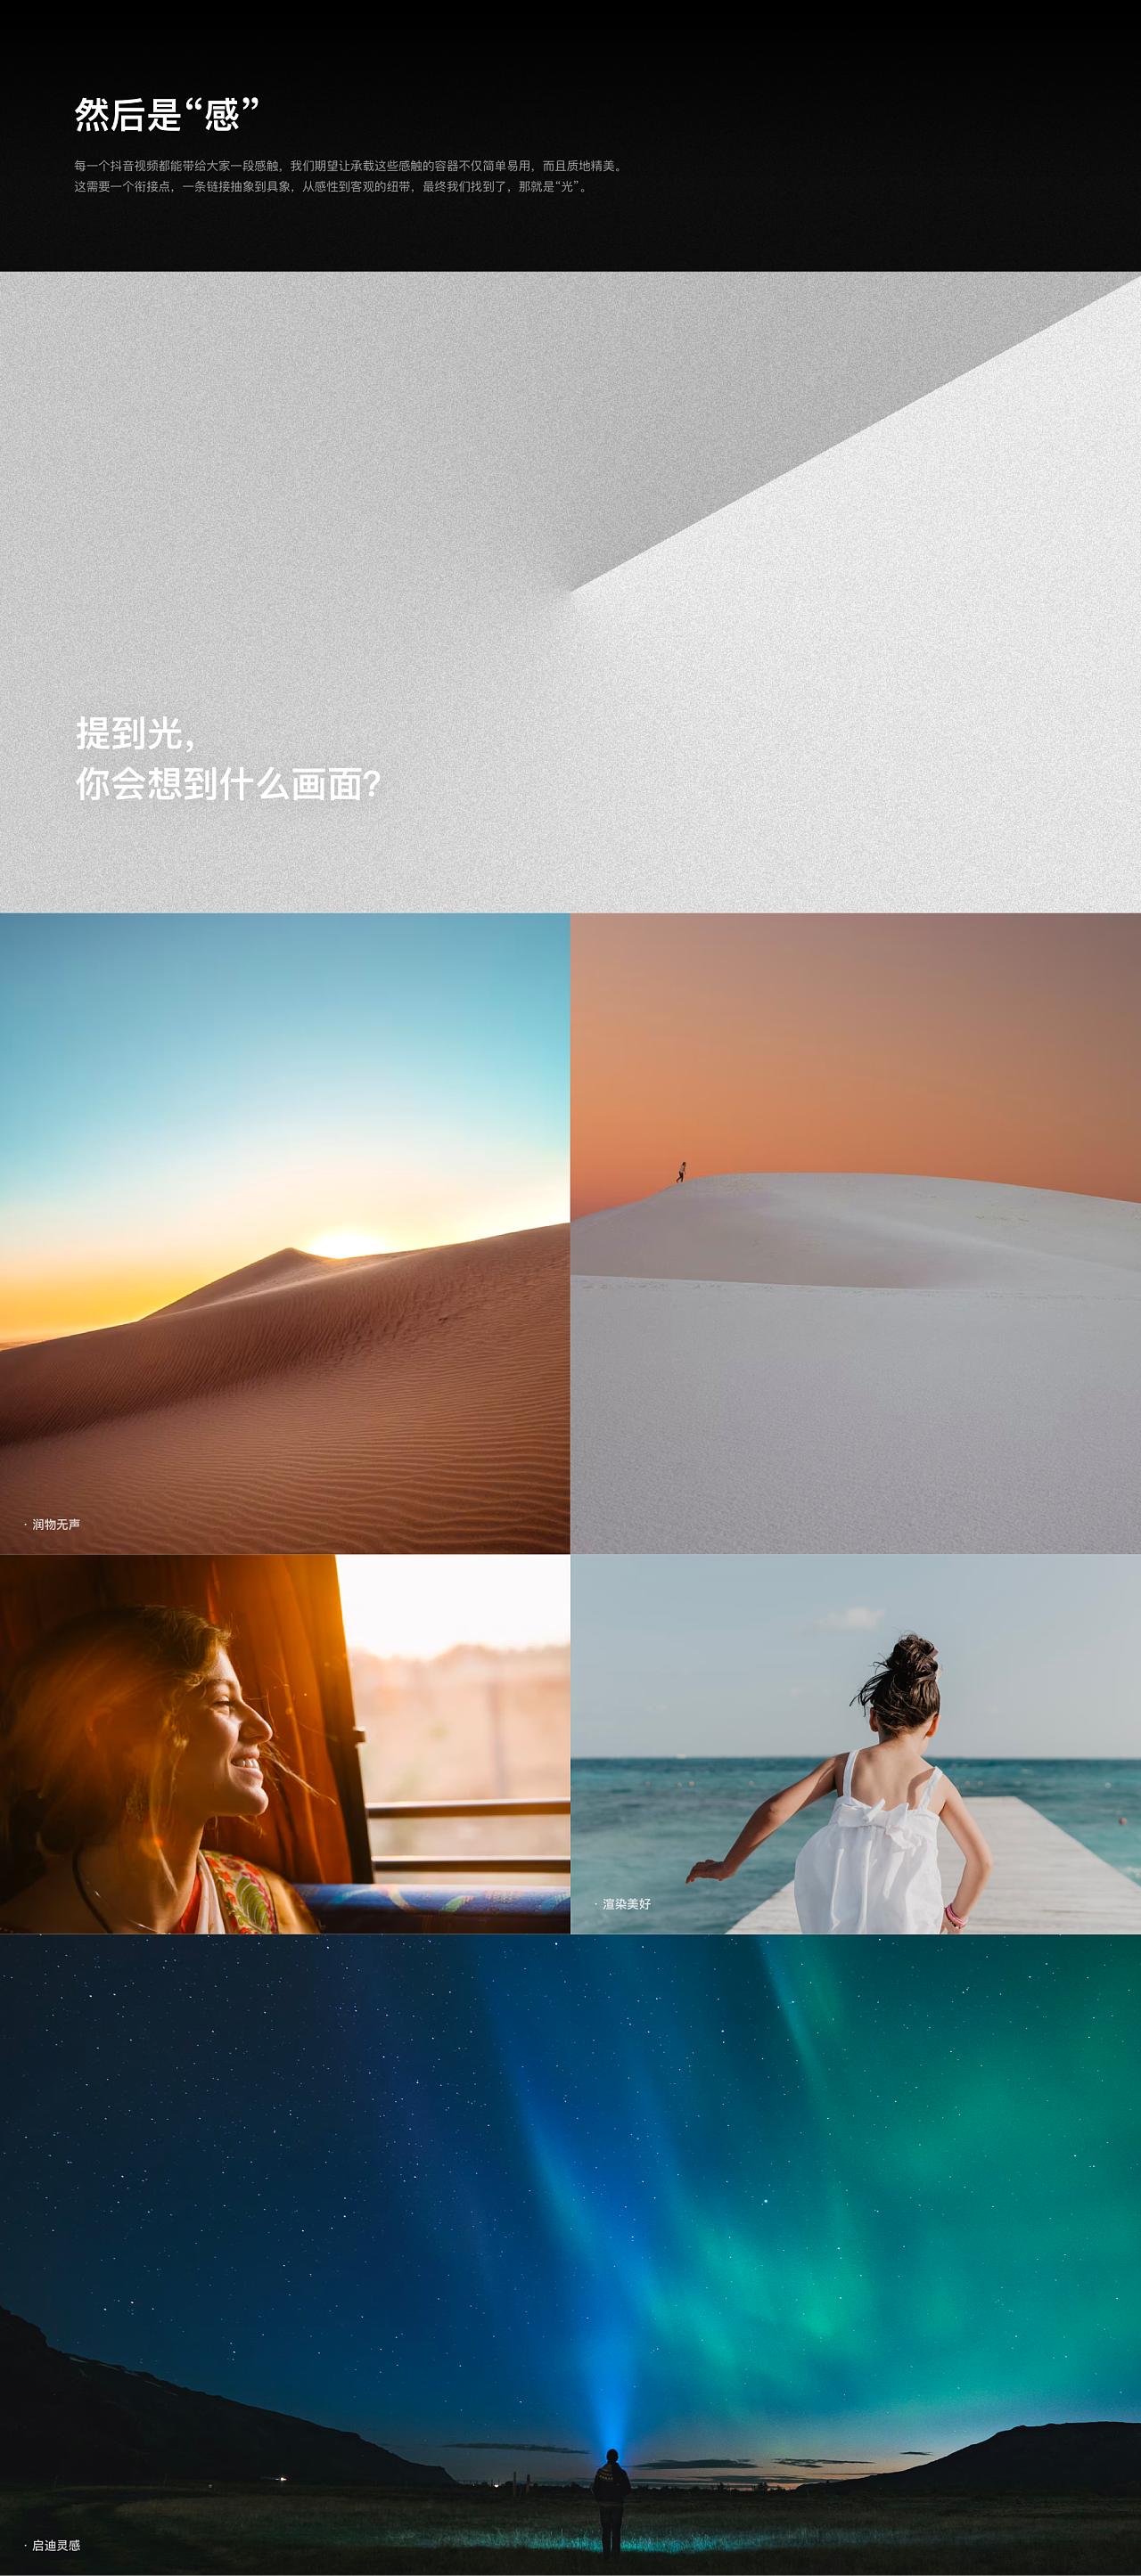 然后是“感”
每一个抖音视频都能带给大家一段感触，我们期望让承载这些感触的容器不仅简单易用，而且质地精美。
这需要一个衔接点，一条链接抽象到具象，从感性到客观的纽带，最终我们找到了，那就是“光”。
提到光，
你会想到什么画面？
· 润物无声
· 渲染美好
· 启迪灵感